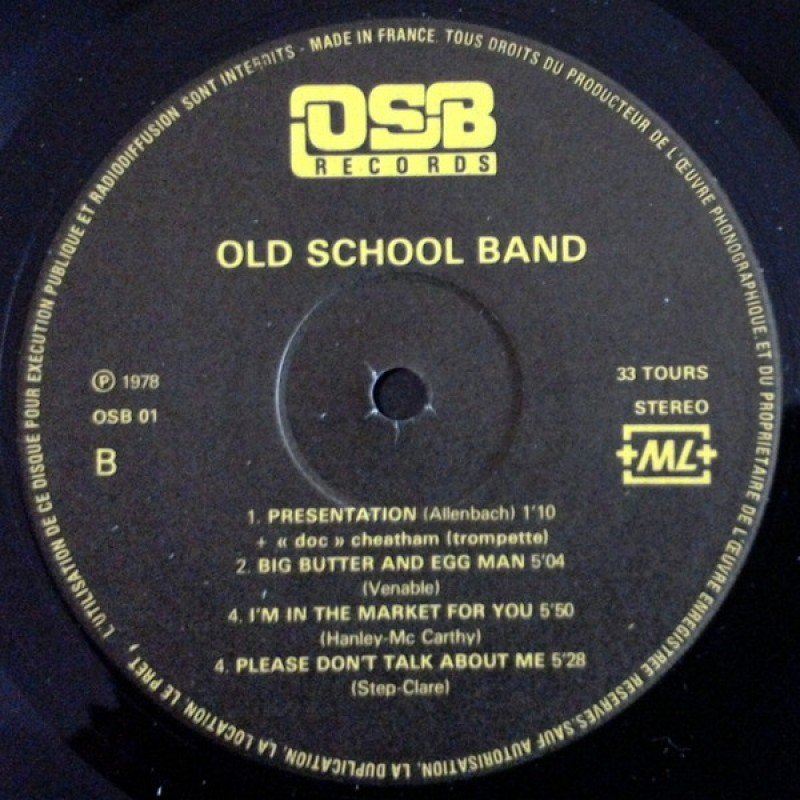 OSB
RECORDS
OLD SCHOOL BAND
Ⓟ 1978
OSB 01
B
33 TOURS
STEREO
ML
1. PRESENTATION (Allenbach) 1'10
+ « doc » cheatham (trompette)
2. BIG BUTTER AND EGG MAN 5'04
(Venable)
4. I'M IN THE MARKET FOR YOU 5'50
(Hanley-Mc Carthy)
4. PLEASE DON'T TALK ABOUT ME 5'28
(Step-Clare)
MADE IN FRANCE. TOUS DROITS DU PRODUCTEUR DE L'ŒUVRE PHONOGRAPHIQUE ET DU PROPRIETAIRE DE L'ŒUVRE ENREGISTREE RESERVES. SAUF AUTORISATION, LA DUPLICATION, LA LOCATION, LE PRET, L'UTILISATION DE CE DISQUE POUR EXECUTION PUBLIQUE ET RADIODIFFUSION SONT INTERDITS -